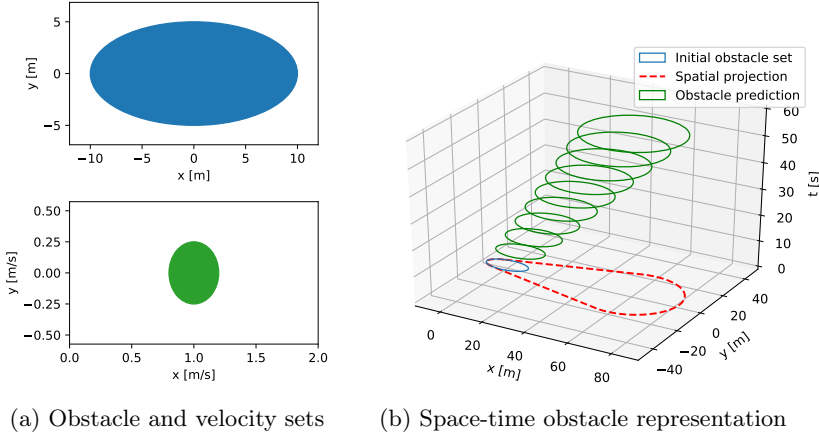 5
0
−5
y [m]
−10 −5 0 5 10
x [m]
0.50
0.25
0.00
−0.25
−0.50
y [m/s]
0.0 0.5 1.0 1.5 2.0
x [m/s]
(a) Obstacle and velocity sets
Initial obstacle set
Spatial projection
Obstacle prediction
60
50
40
30
20
10
0
t [s]
0 20 40 60 80
x [m]
−40 −20 0 20 40
y [m]
(b) Space-time obstacle representation